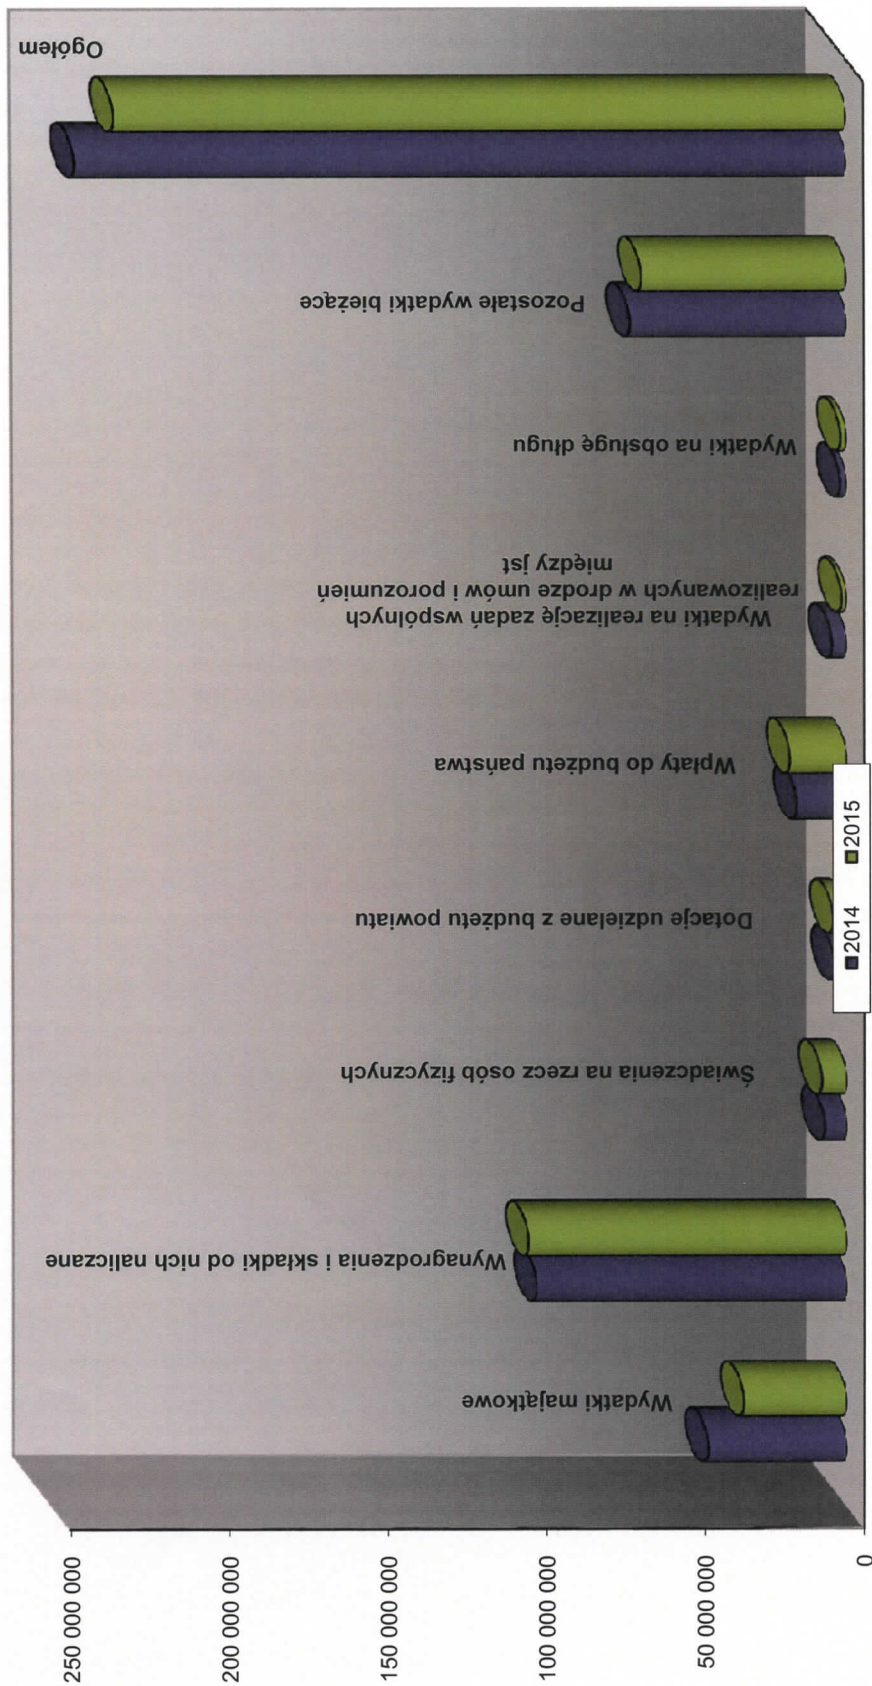 250 000 000
200 000 000
150 000 000
100 000 000
50 000 000
0
Wydatki majątkowe
Wynagrodzenia i składki od nich naliczane
Świadczenia na rzecz osób fizycznych
Dotacje udzielane z budżetu powiatu
Wpłaty do budżetu państwa
Wydatki na realizację zadań wspólnych
realizowanych w drodze umów i porozumień
między jst
Wydatki na obsługę długu
Pozostałe wydatki bieżące
Ogółem
2014 2015